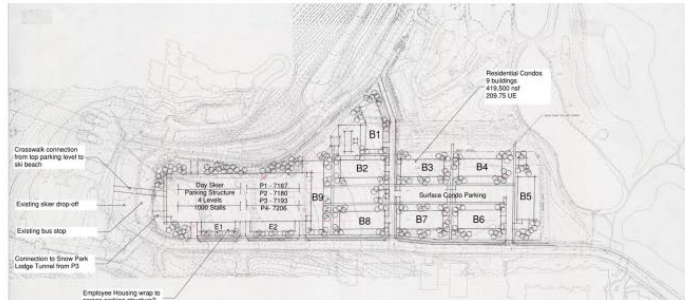 Residential Condos
9 buildings
419,500 nsf
209.75 UE
B1
Crosswalk connection
from top parking level to
ski beach
B2
B3
B4
Day Skier
Parking Structure
4 Levels
1000 Stalls
P1 - 7167
P2 - 7180
P3 - 7193
P4- 7206
B9
Surface Condo Parking
B5
Existing skier drop-off
B8
B7
B6
Existing bus stop
E1
E2
Connection to Snow Park
Lodge Tunnel from P3
Employee Housing wrap to